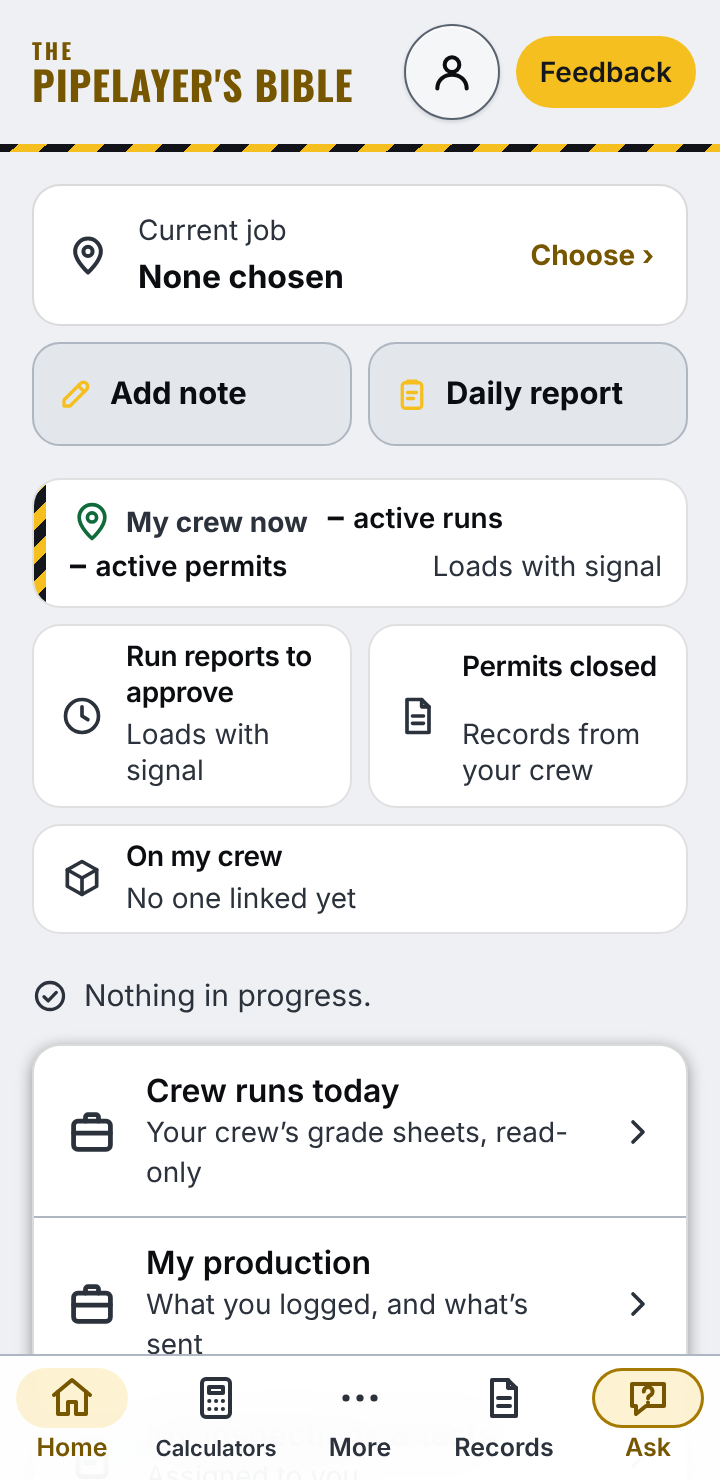 THE
PIPELAYER'S BIBLE
Feedback
Current job
None chosen
Choose ›
Add note
Daily report
My crew now
– active runs
– active permits
Loads with signal
Run reports to
approve
Loads with
signal
Permits closed
Records from
your crew
On my crew
No one linked yet
Nothing in progress.
Crew runs today
Your crew’s grade sheets, read-
only
My production
What you logged, and what’s
sent
Assigned to you
Home
Calculators
More
Records
Ask